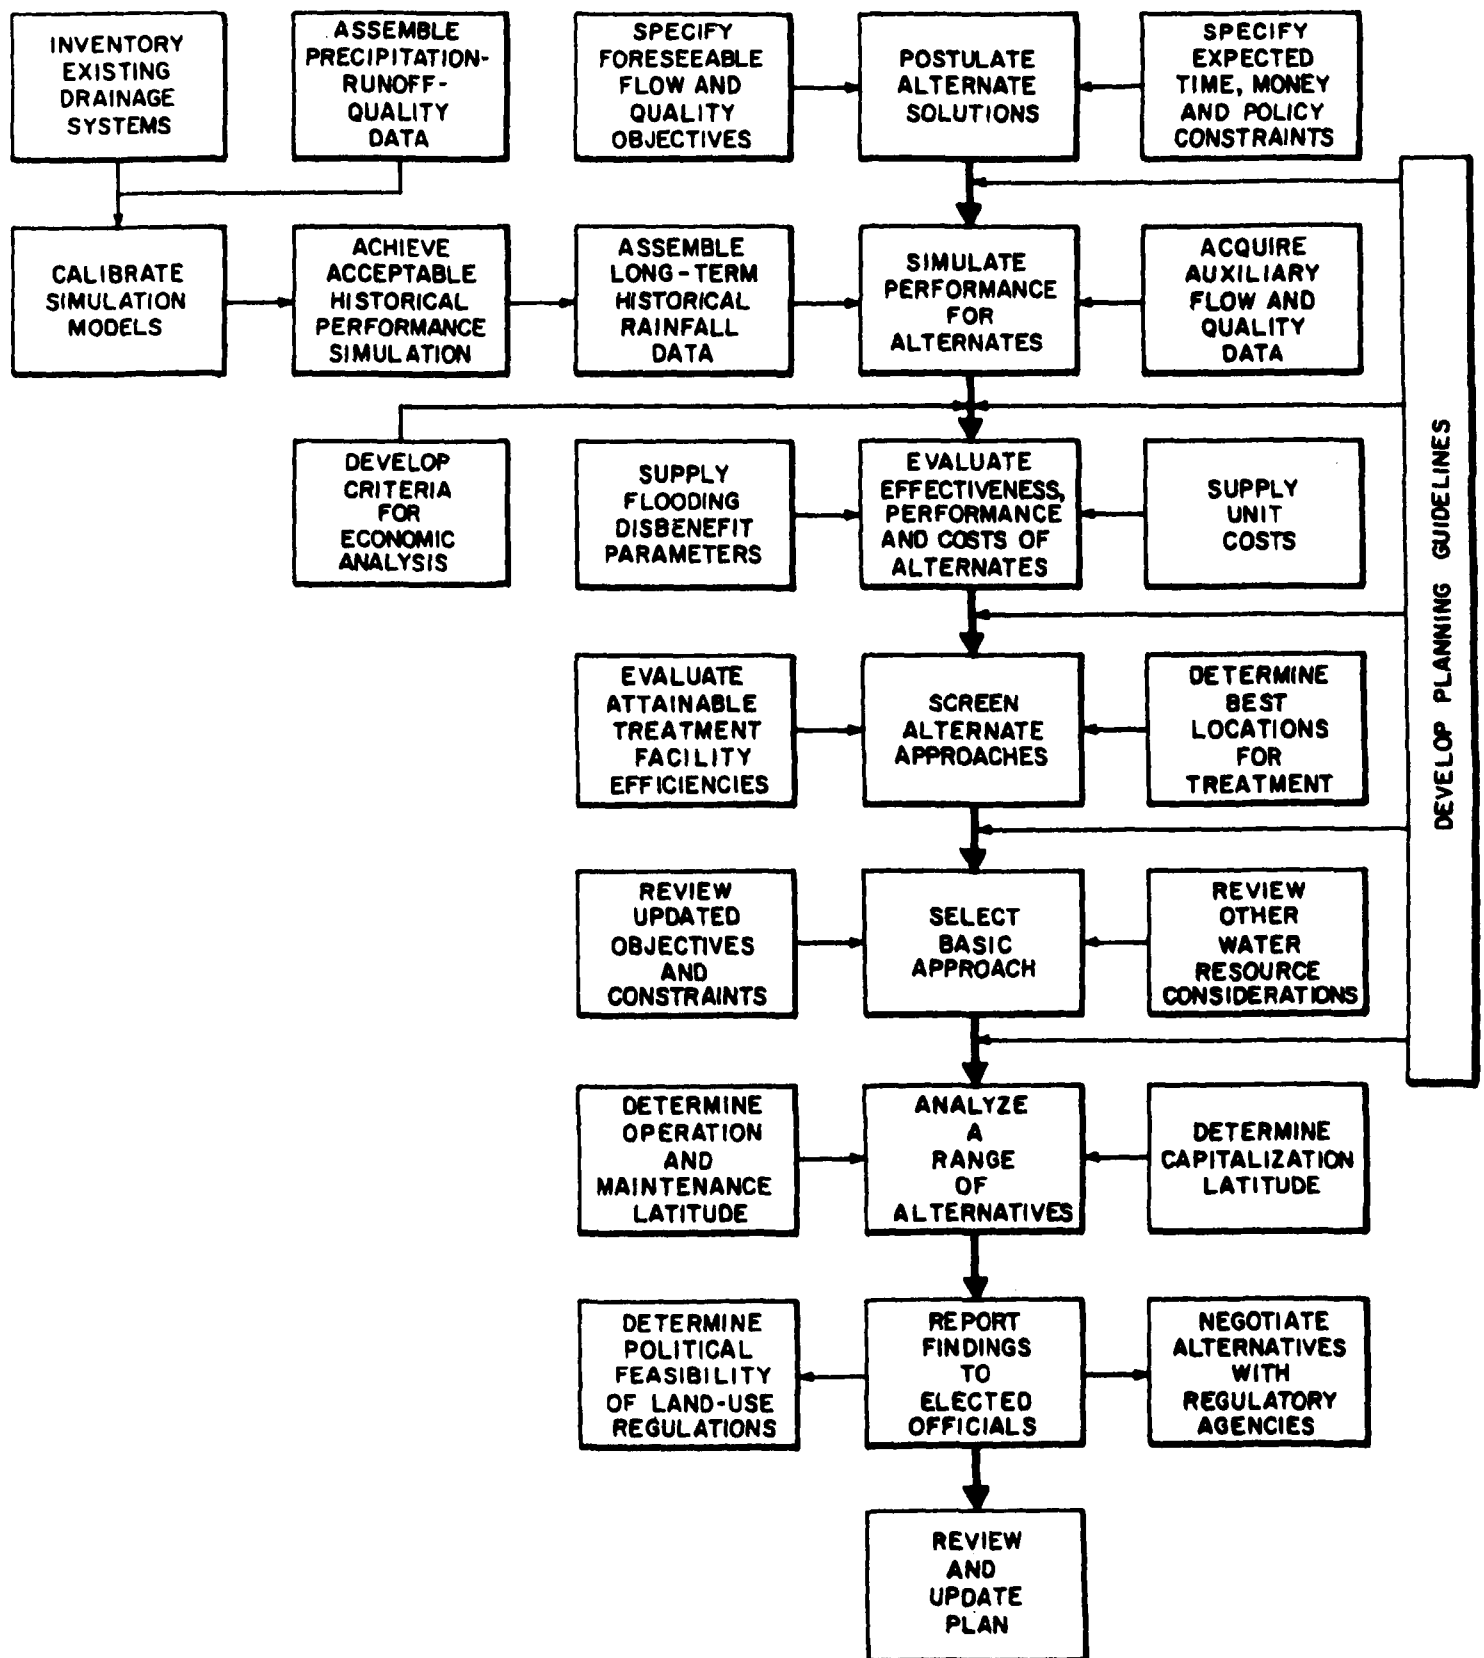 INVENTORY
EXISTING
DRAINAGE
SYSTEMS
ASSEMBLE
PRECIPITATION-
RUNOFF-
QUALITY
DATA
SPECIFY
FORESEEABLE
FLOW AND
QUALITY
OBJECTIVES
POSTULATE
ALTERNATE
SOLUTIONS
SPECIFY
EXPECTED
TIME, MONEY
AND POLICY
CONSTRAINTS
CALIBRATE
SIMULATION
MODELS
ACHIEVE
ACCEPTABLE
HISTORICAL
PERFORMANCE
SIMULATION
ASSEMBLE
LONG-TERM
HISTORICAL
RAINFALL
DATA
SIMULATE
PERFORMANCE
FOR
ALTERNATES
ACQUIRE
AUXILIARY
FLOW AND
QUALITY
DATA
DEVELOP PLANNING GUIDELINES
DEVELOP
CRITERIA
FOR
ECONOMIC
ANALYSIS
SUPPLY
FLOODING
DISBENEFIT
PARAMETERS
EVALUATE
EFFECTIVENESS,
PERFORMANCE
AND COSTS OF
ALTERNATES
SUPPLY
UNIT
COSTS
EVALUATE
ATTAINABLE
TREATMENT
FACILITY
EFFICIENCIES
SCREEN
ALTERNATE
APPROACHES
DETERMINE
BEST
LOCATIONS
FOR
TREATMENT
REVIEW
UPDATED
OBJECTIVES
AND
CONSTRAINTS
SELECT
BASIC
APPROACH
REVIEW
OTHER
WATER
RESOURCE
CONSIDERATIONS
DETERMINE
OPERATION
AND
MAINTENANCE
LATITUDE
ANALYZE
A
RANGE
OF
ALTERNATIVES
DETERMINE
CAPITALIZATION
LATITUDE
DETERMINE
POLITICAL
FEASIBILITY
OF LAND-USE
REGULATIONS
REPORT
FINDINGS
TO
ELECTED
OFFICIALS
NEGOTIATE
ALTERNATIVES
WITH
REGULATORY
AGENCIES
REVIEW
AND
UPDATE
PLAN